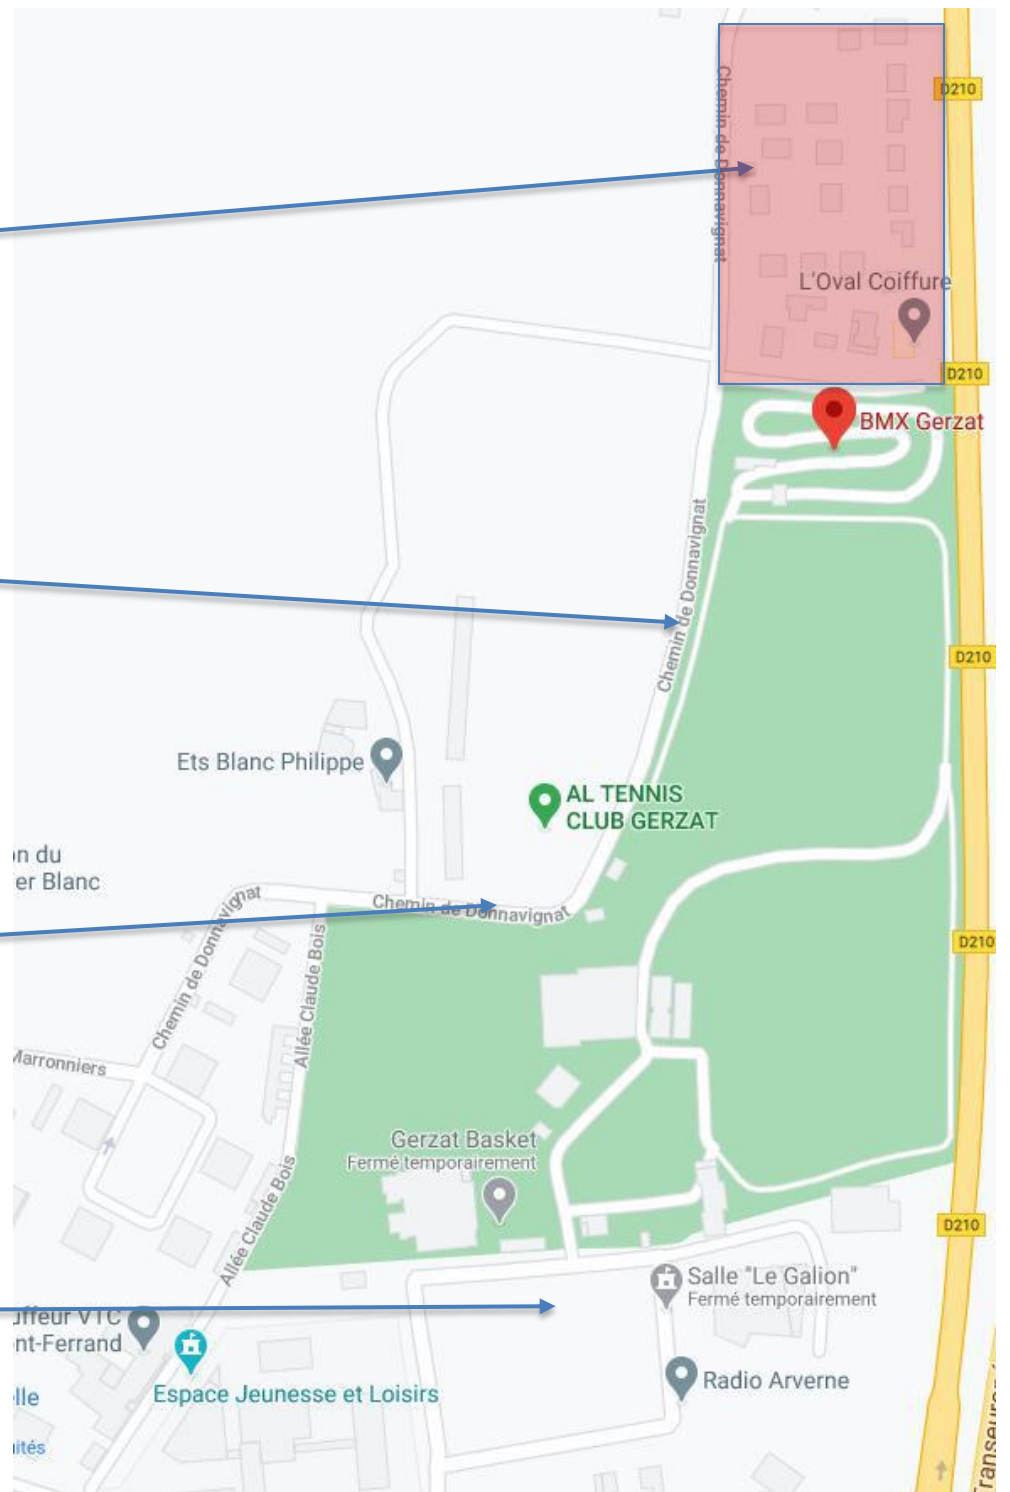 D210
Chemin de Donnavignat
L'Oval Coiffure
D210
BMX Gerzat
Chemin de Donnavignat
D210
Ets Blanc Philippe
AL TENNIS
CLUB GERZAT
on du
er Blanc
Chemin de Donnavignat
Chemin de Donnavignat
D210
Allée Claude Bois
Marronniers
Gerzat Basket
Fermé temporairement
Allée Claude Bois
D210
Salle "Le Galion"
Fermé temporairement
uffeur VTC
nt-Ferrand
Radio Arverne
Espace Jeunesse et Loisirs
lle
ités